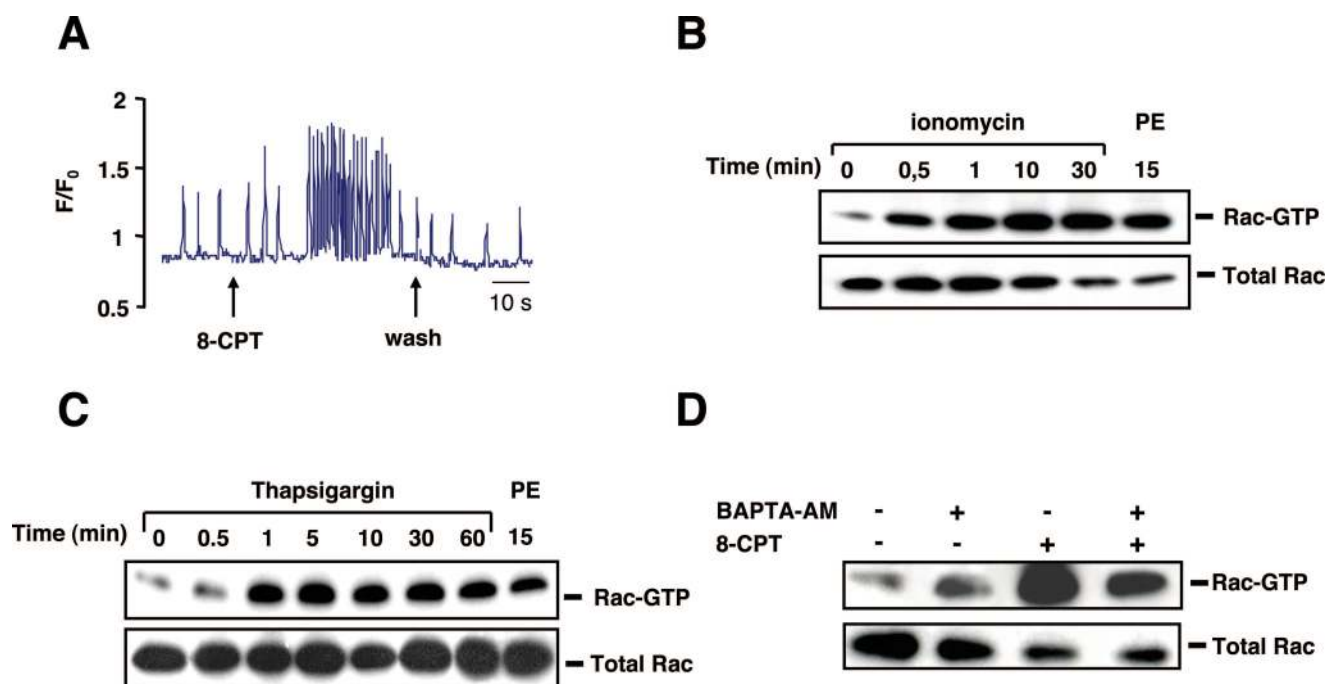 A
2
1.5
1
0.5
F/F0
8-CPT
wash
10 s
B
ionomycin PE
Time (min) 0 0,5 1 10 30 15
Rac-GTP
Total Rac
C
Thapsigargin PE
Time (min) 0 0.5 1 5 10 30 60 15
Rac-GTP
Total Rac
D
BAPTA-AM - + - +
8-CPT - - + +
Rac-GTP
Total Rac